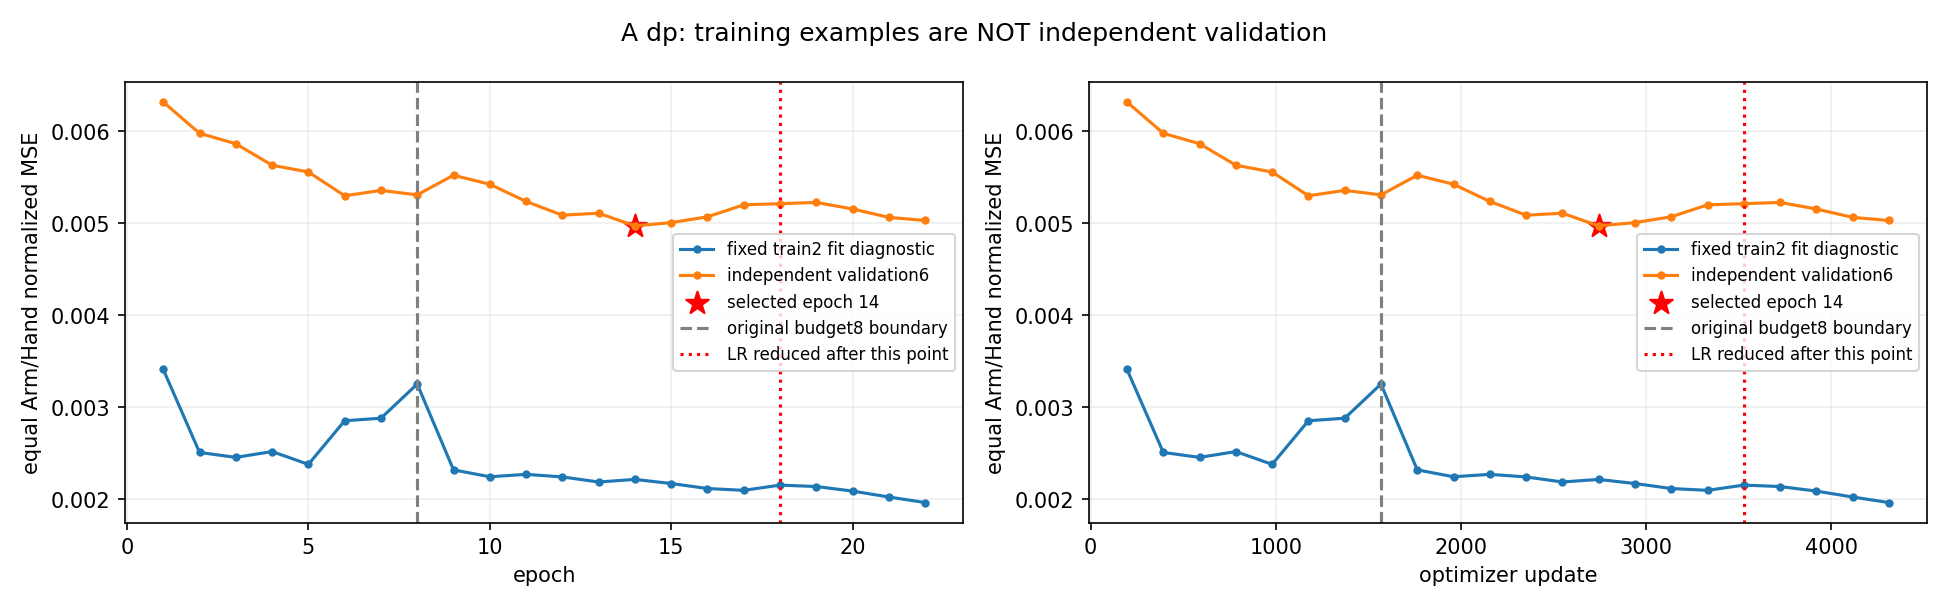 A dp: training examples are NOT independent validation
equal Arm/Hand normalized MSE
0.006
0.005
0.004
0.003
0.002
fixed train2 fit diagnostic
independent validation6
selected epoch 14
original budget8 boundary
LR reduced after this point
0
5
10
15
20
epoch
equal Arm/Hand normalized MSE
0.006
0.005
0.004
0.003
0.002
fixed train2 fit diagnostic
independent validation6
selected epoch 14
original budget8 boundary
LR reduced after this point
0
1000
2000
3000
4000
optimizer update